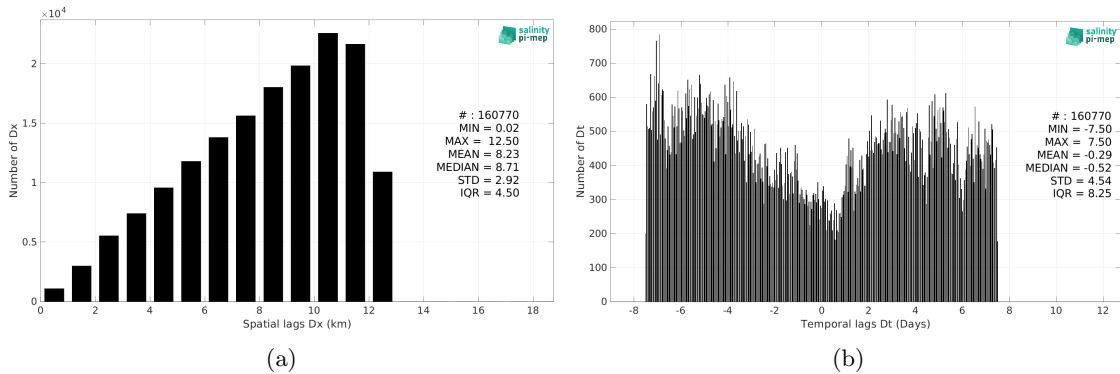 ×10⁴
2
1.5
1
0.5
0
0 2 4 6 8 10 12 14 16 18
Number of Dx
Spatial lags Dx (km)
salinity
pi-mep
# : 160770
MIN = 0.02
MAX = 12.50
MEAN = 8.23
MEDIAN = 8.71
STD = 2.92
IQR = 4.50
(a)
800
700
600
500
400
300
200
100
0
-8 -6 -4 -2 0 2 4 6 8 10 12
Number of Dt
Temporal lags Dt (Days)
salinity
pi-mep
# : 160770
MIN = -7.50
MAX = 7.50
MEAN = -0.29
MEDIAN = -0.52
STD = 4.54
IQR = 8.25
(b)